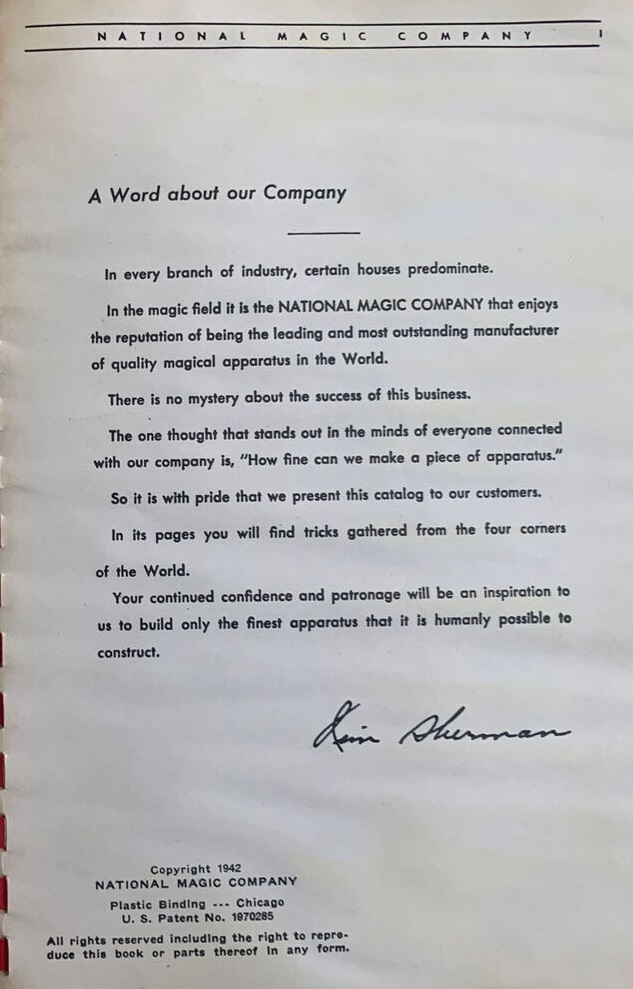 NATIONAL MAGIC COMPANY 1
A Word about our Company
In every branch of industry, certain houses predominate.
In the magic field it is the NATIONAL MAGIC COMPANY that enjoys
the reputation of being the leading and most outstanding manufacturer
of quality magical apparatus in the World.
There is no mystery about the success of this business.
The one thought that stands out in the minds of everyone connected
with our company is, "How fine can we make a piece of apparatus."
So it is with pride that we present this catalog to our customers.
In its pages you will find tricks gathered from the four corners
of the World.
Your continued confidence and patronage will be an inspiration to
us to build only the finest apparatus that it is humanly possible to
construct.
Jim Sherman
Copyright 1942
NATIONAL MAGIC COMPANY
Plastic Binding --- Chicago
U. S. Patent No. 1970285
All rights reserved including the right to repro-
duce this book or parts thereof in any form.